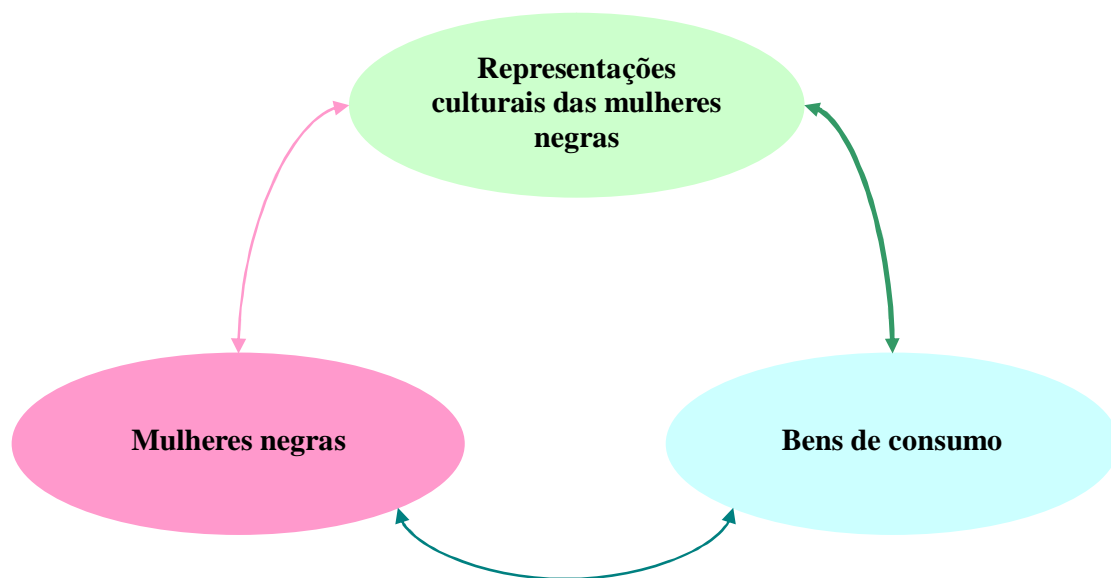 Representações
culturais das mulheres
negras
Mulheres negras
Bens de consumo